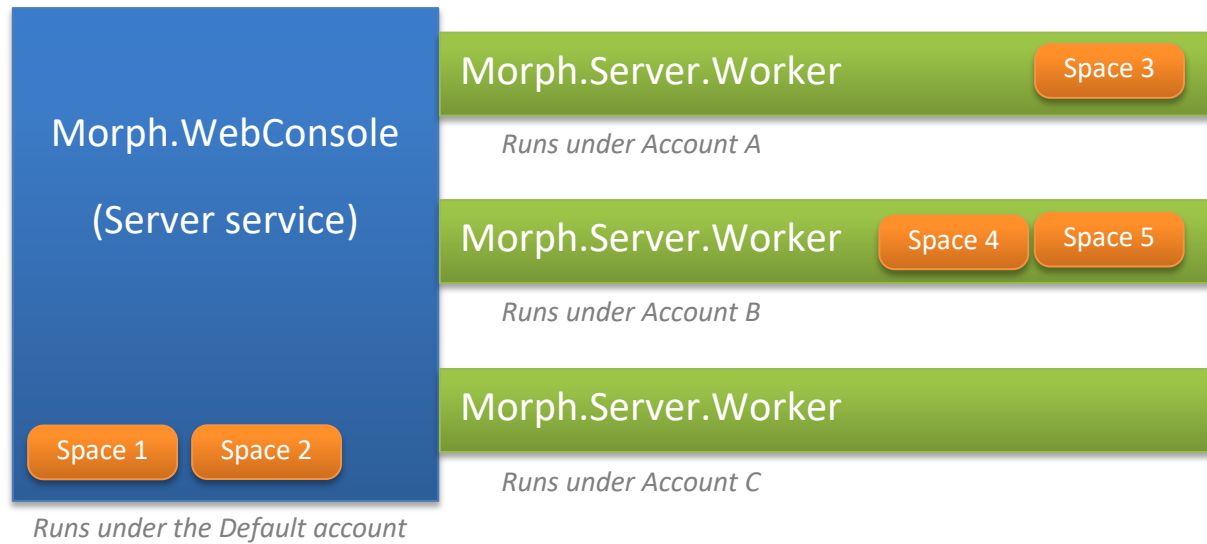 Morph.WebConsole
(Server service)
Space 1
Space 2
Runs under the Default account
Morph.Server.Worker
Space 3
Runs under Account A
Morph.Server.Worker
Space 4
Space 5
Runs under Account B
Morph.Server.Worker
Runs under Account C